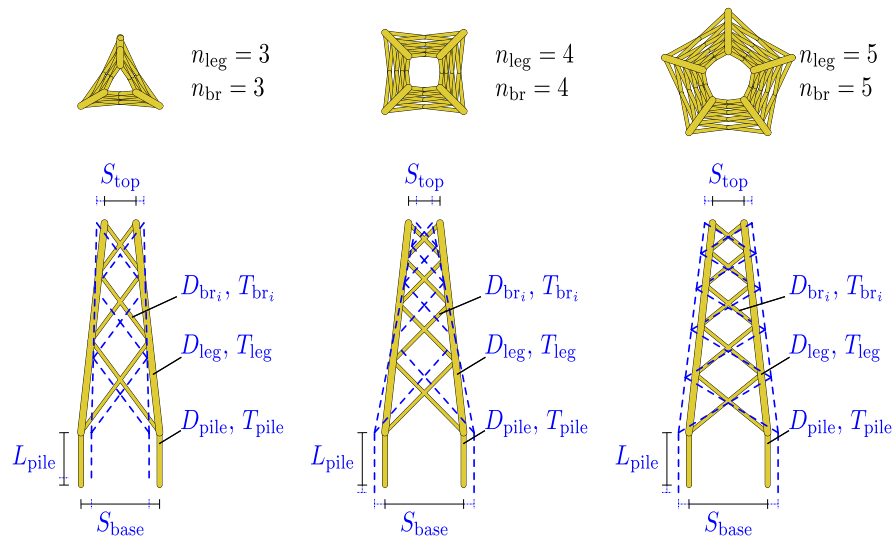 n_leg = 3
n_br = 3
n_leg = 4
n_br = 4
n_leg = 5
n_br = 5
S_top
D_br_i, T_br_i
D_leg, T_leg
D_pile, T_pile
L_pile
S_base
S_top
D_br_i, T_br_i
D_leg, T_leg
D_pile, T_pile
L_pile
S_base
S_top
D_br_i, T_br_i
D_leg, T_leg
D_pile, T_pile
L_pile
S_base